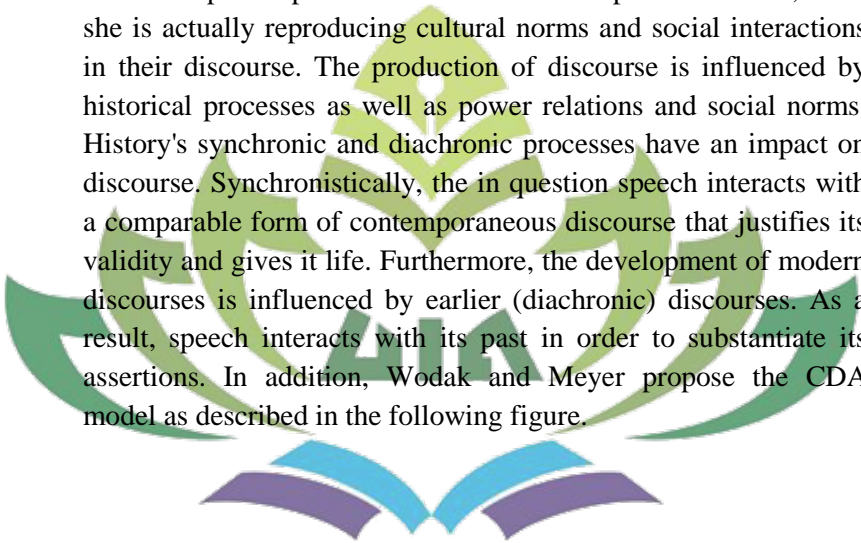 she is actually reproducing cultural norms and social interactions
in their discourse. The production of discourse is influenced by
historical processes as well as power relations and social norms.
History's synchronic and diachronic processes have an impact on
discourse. Synchronistically, the in question speech interacts with
a comparable form of contemporaneous discourse that justifies its
validity and gives it life. Furthermore, the development of modern
discourses is influenced by earlier (diachronic) discourses. As a
result, speech interacts with its past in order to substantiate its
assertions. In addition, Wodak and Meyer propose the CDA
model as described in the following figure.